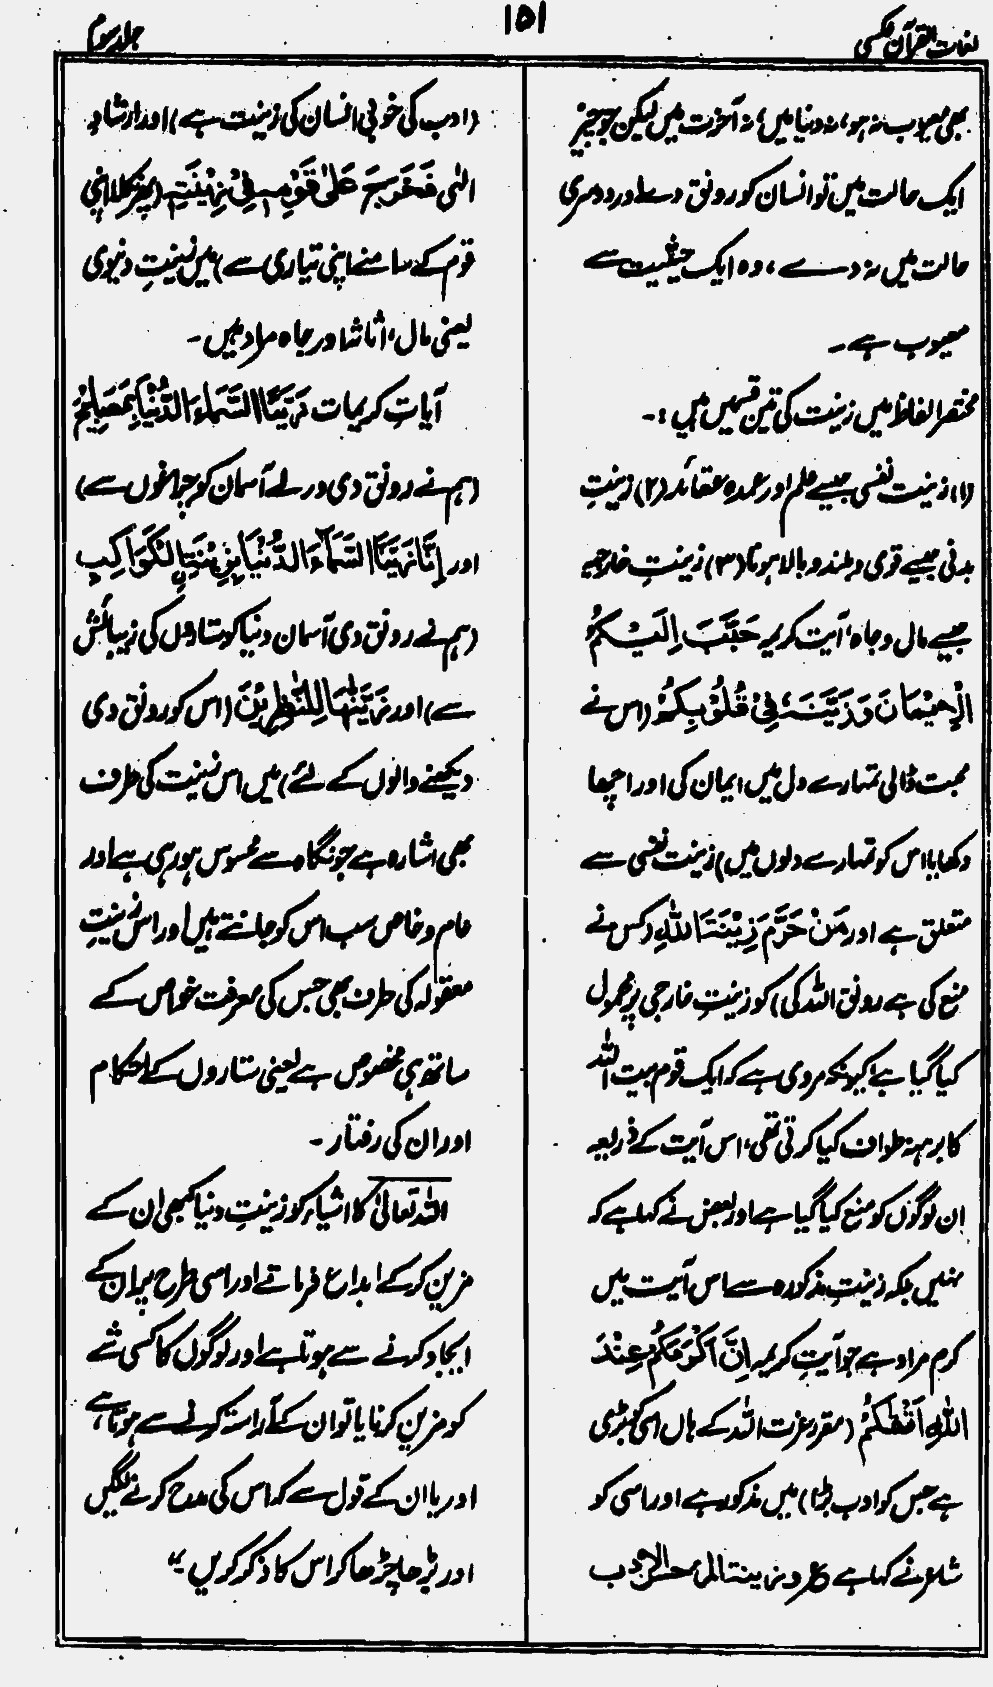 لغات القرآن عکسی
۱۵۱
جلد سوم
بھی معیوب نہ ہو، نہ دنیا میں، نہ آخرت میں لیکن جو چیز
ایک حالت میں تو انسان کو رونق دے اور دوسری
حالت میں نہ دے، وہ ایک حیثیت سے
معیوب ہے۔
مختصر الفاظ میں زینت کی تین قسمیں ہیں:۔
(۱) زینت نفسی جیسے علم اور عمدہ عقائد (۲) زینتِ
بدنی جیسے قوی و بلند و بالا ہونا (۳) زینتِ خارجیہ
جیسے مال و جاہ، آیت کریمہ حَبَّبَ اِلَیْکُمُ
الْاِیْمَانَ وَزَیَّنَہٗ فِیْ قُلُوْبِکُمْ (اس نے
محبت ڈالی تمہارے دل میں ایمان کی اور اچھا
دکھایا اس کو تمہارے دلوں میں) زینت نفسی سے
متعلق ہے اور مَنْ حَرَّمَ زِیْنَۃَ اللّٰہِ (کس نے
منع کی ہے رونق اللہ کی) کو زینتِ خارجی پر محمول
کیا گیا ہے کیونکہ مروی ہے کہ ایک قوم بیت اللہ
کا برہنہ طواف کیا کرتی تھی، اس آیت کے ذریعہ
ان لوگوں کو منع کیا گیا ہے اور بعض نے کہا ہے کہ
نہیں بلکہ زینتِ مذکورہ سے اس آیت میں
کرم مراد ہے جو آیتِ کریمہ اِنَّ اَکْرَمَکُمْ عِنْدَ
اللّٰہِ اَتْقٰکُمْ (مقرر عزت اللہ کے ہاں اسی کو بڑی
ہے جس کو ادب بڑا) میں مذکور ہے اور اسی کو
شاعر نے کہا ہے ع وزینۃ المرء حسن الادب
(ادب کی خوبی انسان کی زینت ہے) اور ارشادِ
الٰہی فَخَرَجَ عَلٰی قَوْمِہٖ فِیْ زِیْنَتِہٖ (پھر نکلا اپنی
قوم کے سامنے اپنی تیاری سے) میں زینتِ دنیوی
یعنی مال، اثاثہ اور جاہ مراد ہیں۔
آیاتِ کریمات زَیَّنَّا السَّمَآءَ الدُّنْیَا بِمَصَابِیْحَ
(ہم نے رونق دی ورلے آسمان کو چراغوں سے)
اور اِنَّا زَیَّنَّا السَّمَآءَ الدُّنْیَا بِزِیْنَۃِ نِ الْکَوَاکِبِ
(ہم نے رونق دی آسمان دنیا کو ستاروں کی زیبائش
سے) اور زَیَّنّٰھَا لِلنّٰظِرِیْنَ (اس کو رونق دی
دیکھنے والوں کے لئے) میں اس زینت کی طرف
بھی اشارہ ہے جو نگاہ سے محسوس ہو رہی ہے اور
عام و خاص سب اس کو جانتے ہیں اور اس زینتِ
معقولہ کی طرف بھی جس کی معرفت خواص کے
ساتھ ہی مخصوص ہے یعنی ستاروں کے احکام
اور ان کی رفتار۔
اللہ تعالیٰ کا اشیاء کو زینتِ دنیا کبھی ان کے
مزین کر کے ابداع فرمانے اور اسی طرح پر ان کے
ایجاد کرنے سے ہوتا ہے اور لوگوں کا کسی شے
کو مزین کرنا یا تو ان کے آراستہ کرنے سے ہوتا ہے
اور یا ان کے قول سے کہ اس کی مدح کرنے لگیں
اور بڑھا چڑھا کر اس کا ذکر کریں ۔"